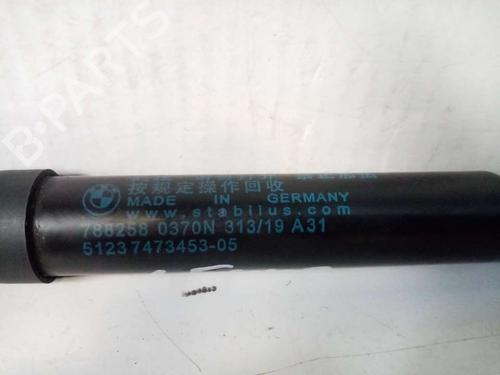 B-PARTS
按规定操作回收
MADE IN GERMANY
www.stabilus.com
788258 0370N 313/19 A31
51237473453-05